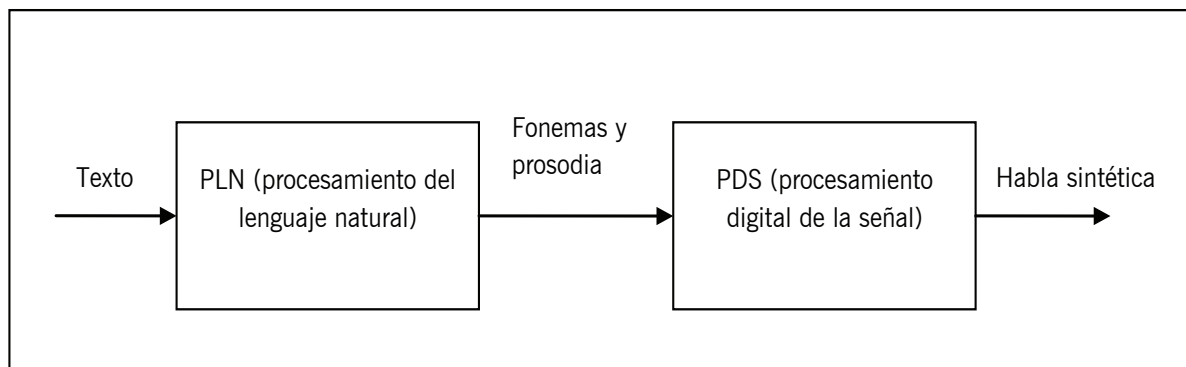 Texto
PLN (procesamiento del
lenguaje natural)
Fonemas y
prosodia
PDS (procesamiento
digital de la señal)
Habla sintética